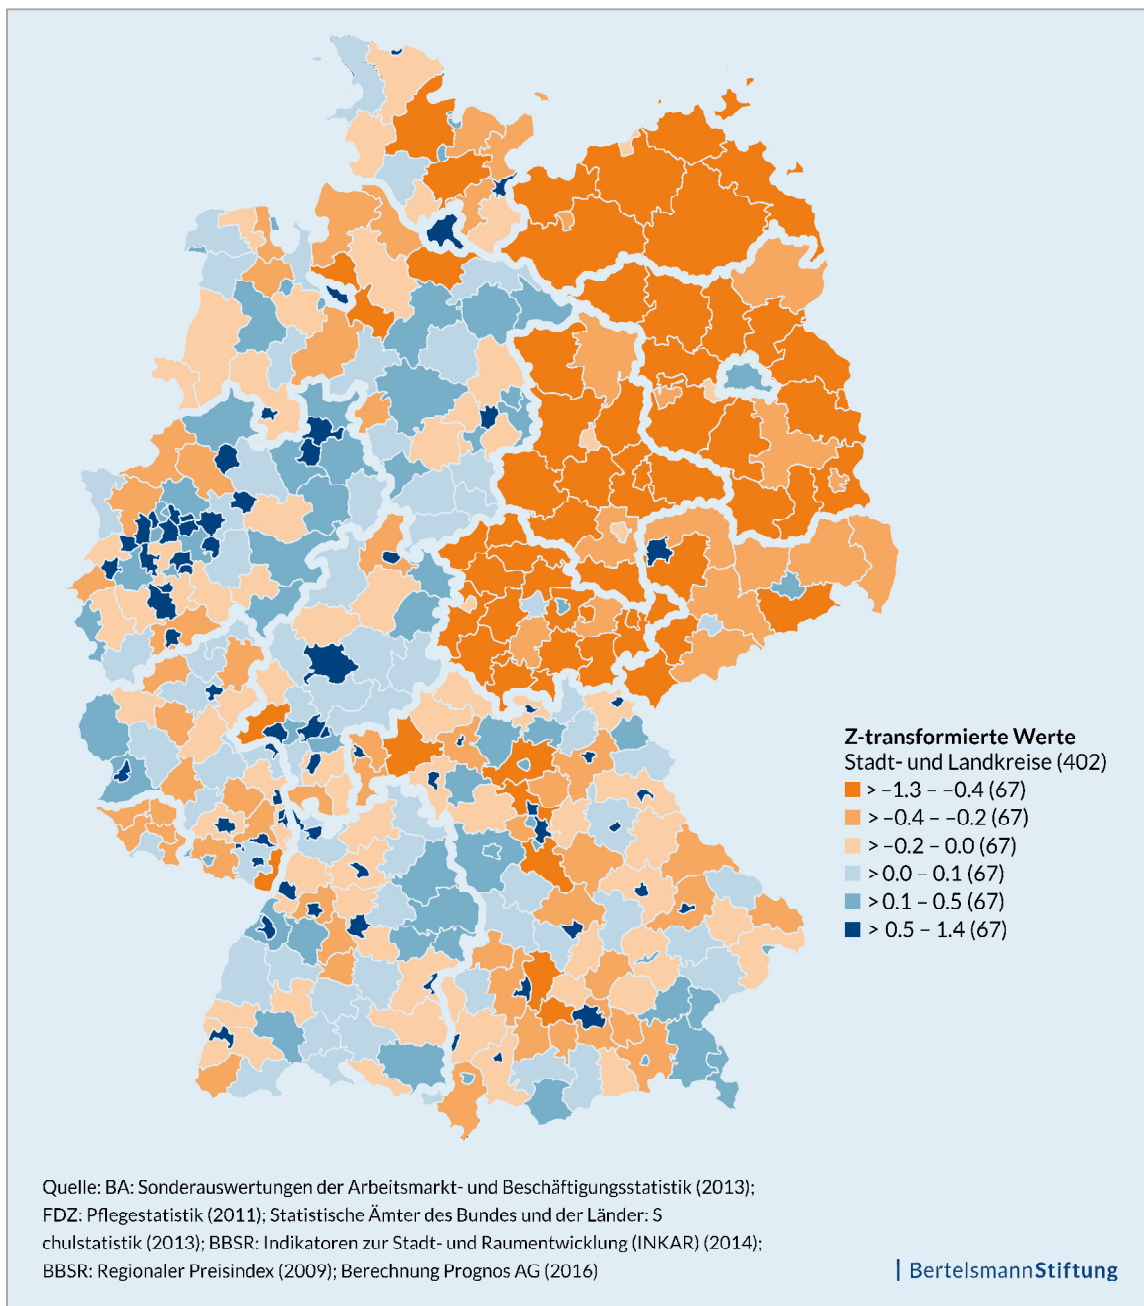 Z-transformierte Werte
Stadt- und Landkreise (402)
> –1.3 – –0.4 (67)
> –0.4 – –0.2 (67)
> –0.2 – 0.0 (67)
> 0.0 – 0.1 (67)
> 0.1 – 0.5 (67)
> 0.5 – 1.4 (67)
Quelle: BA: Sonderauswertungen der Arbeitsmarkt- und Beschäftigungsstatistik (2013);
FDZ: Pflegestatistik (2011); Statistische Ämter des Bundes und der Länder: S
chulstatistik (2013); BBSR: Indikatoren zur Stadt- und Raumentwicklung (INKAR) (2014);
BBSR: Regionaler Preisindex (2009); Berechnung Prognos AG (2016)
| BertelsmannStiftung